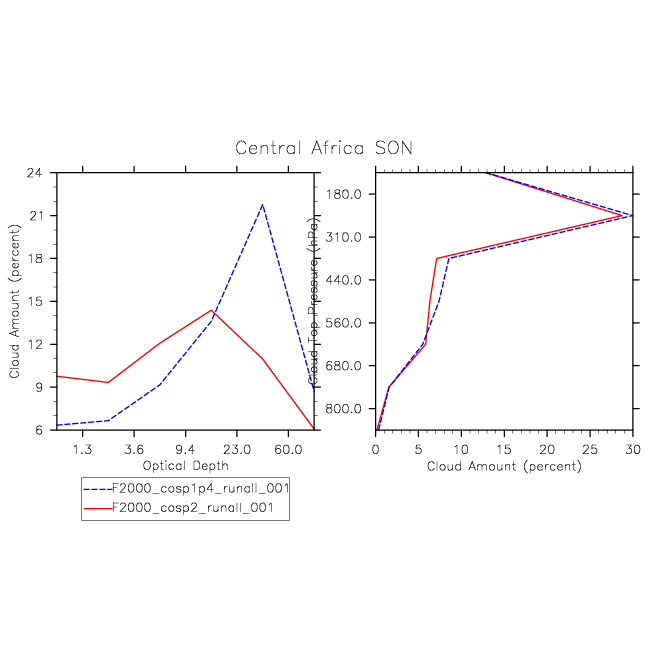 Central Africa SON
24
21
18
15
12
9
6
Cloud Amount (percent)
1.3 3.6 9.4 23.0 60.0
Optical Depth
Cloud Top Pressure (hPa)
180.0
310.0
440.0
560.0
680.0
800.0
0 5 10 15 20 25 30
Cloud Amount (percent)
F2000_cosp1p4_runall_001
F2000_cosp2_runall_001